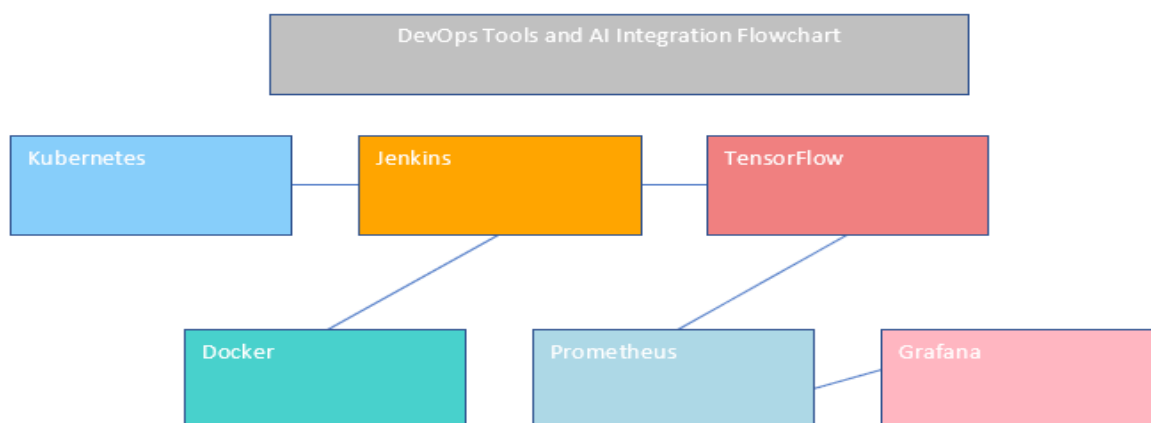 DevOps Tools and AI Integration Flowchart
Kubernetes
Jenkins
TensorFlow
Docker
Prometheus
Grafana